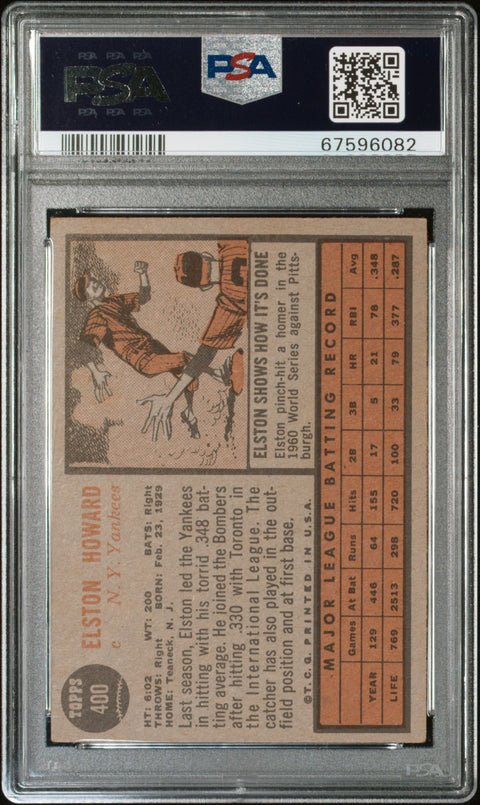 PSA
PSA
67596082
TOPPS
400
ELSTON HOWARD
c N. Y. Yankees
HT: 6:02 WT: 200 BATS: Right
THROWS: Right BORN: Feb. 23, 1929
HOME: Teaneck, N. J.
Last season, Elston led the Yankees
in hitting with his torrid .348 bat-
ting average. He joined the Bombers
after hitting .330 with Toronto in
the International League. The
catcher has also played in the out-
field position and at first base.
©T.C.G. PRINTED IN U.S.A.
ELSTON SHOWS HOW IT'S DONE
Elston pinch-hit a homer in the
1960 World Series against Pitts-
burgh.
MAJOR LEAGUE BATTING RECORD
Games At Bat Runs Hits 2B 3B HR RBI Avg
YEAR 129 446 64 155 17 5 21 78 .348
LIFE 769 2513 298 720 100 33 79 377 .287
PSA